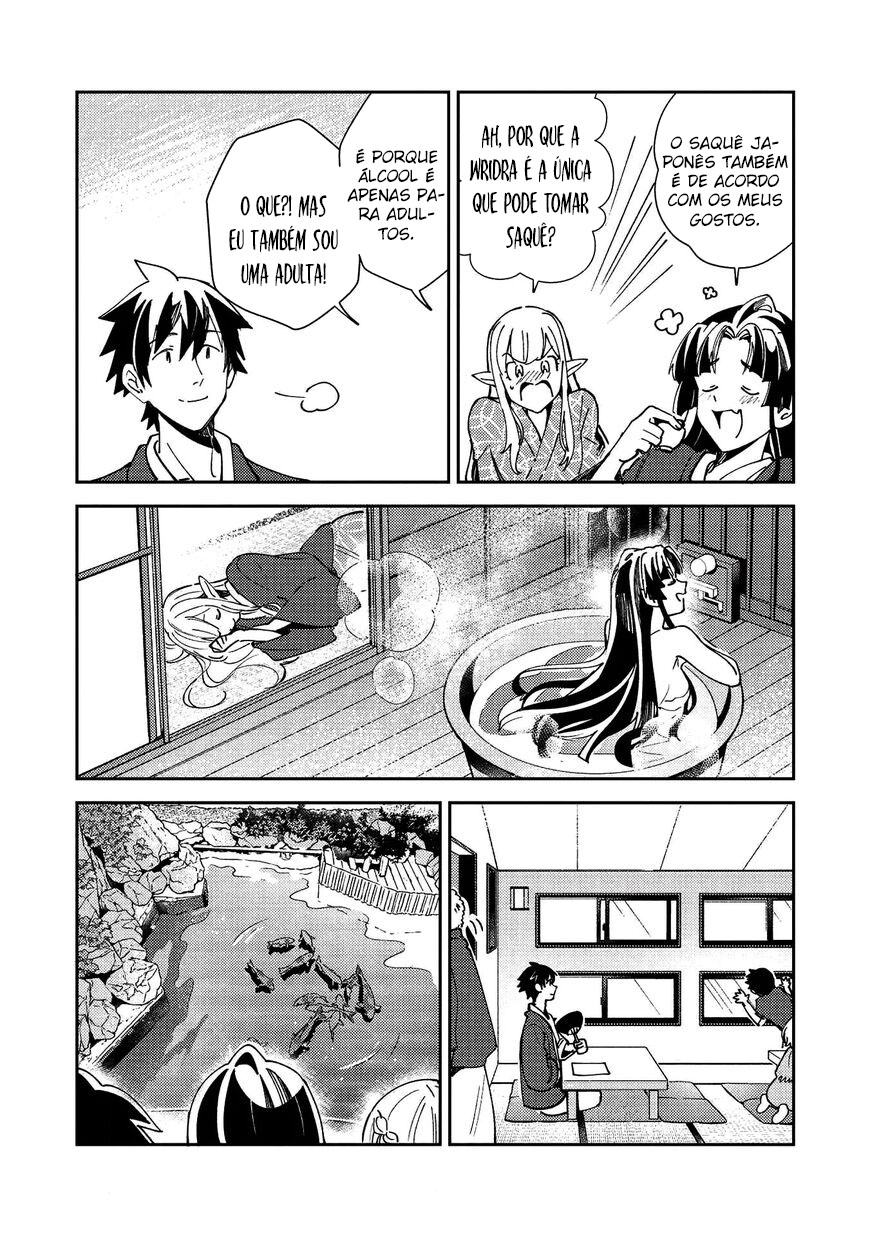 O SAQUÊ JA-
PONÊS TAMBÉM
É DE ACORDO
COM OS MEUS
GOSTOS.
AH, POR QUE A
WRIDRA É A ÚNICA
QUE PODE TOMAR
SAQUÊ?
É PORQUE
ÁLCOOL É
APENAS PA-
RA ADUL-
TOS.
O QUE?! MAS
EU TAMBÉM SOU
UMA ADULTA!